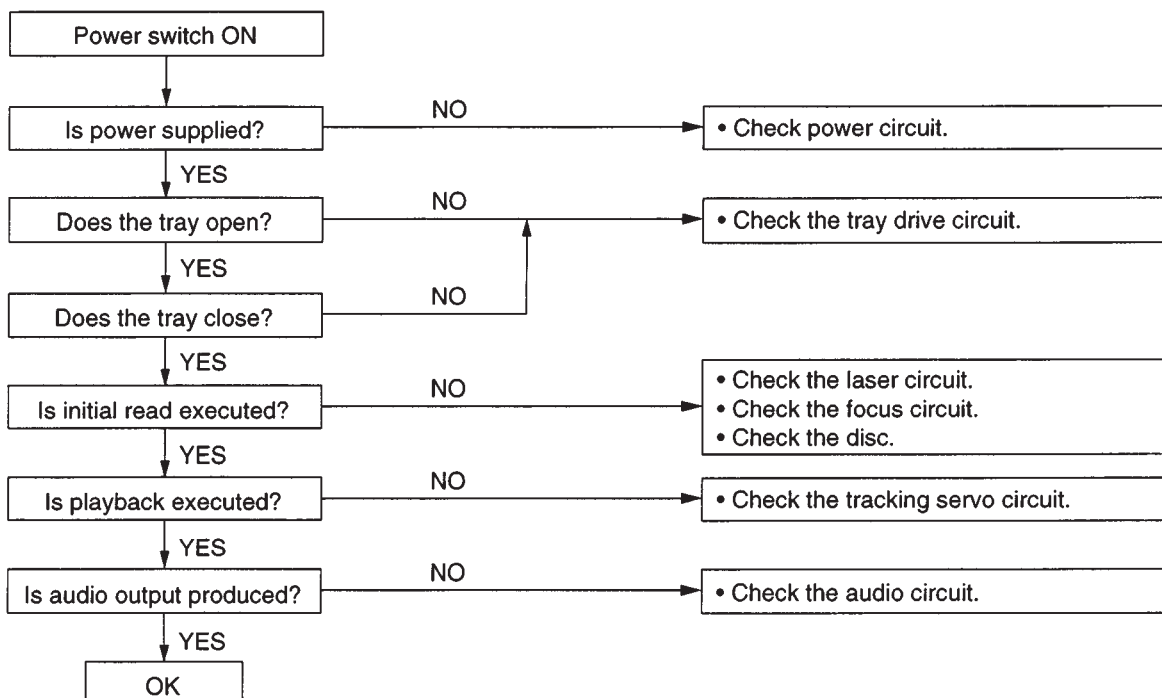 Power switch ON
Is power supplied?
NO
• Check power circuit.
YES
Does the tray open?
NO
• Check the tray drive circuit.
YES
Does the tray close?
NO
YES
Is initial read executed?
NO
• Check the laser circuit.
• Check the focus circuit.
• Check the disc.
YES
Is playback executed?
NO
• Check the tracking servo circuit.
YES
Is audio output produced?
NO
• Check the audio circuit.
YES
OK